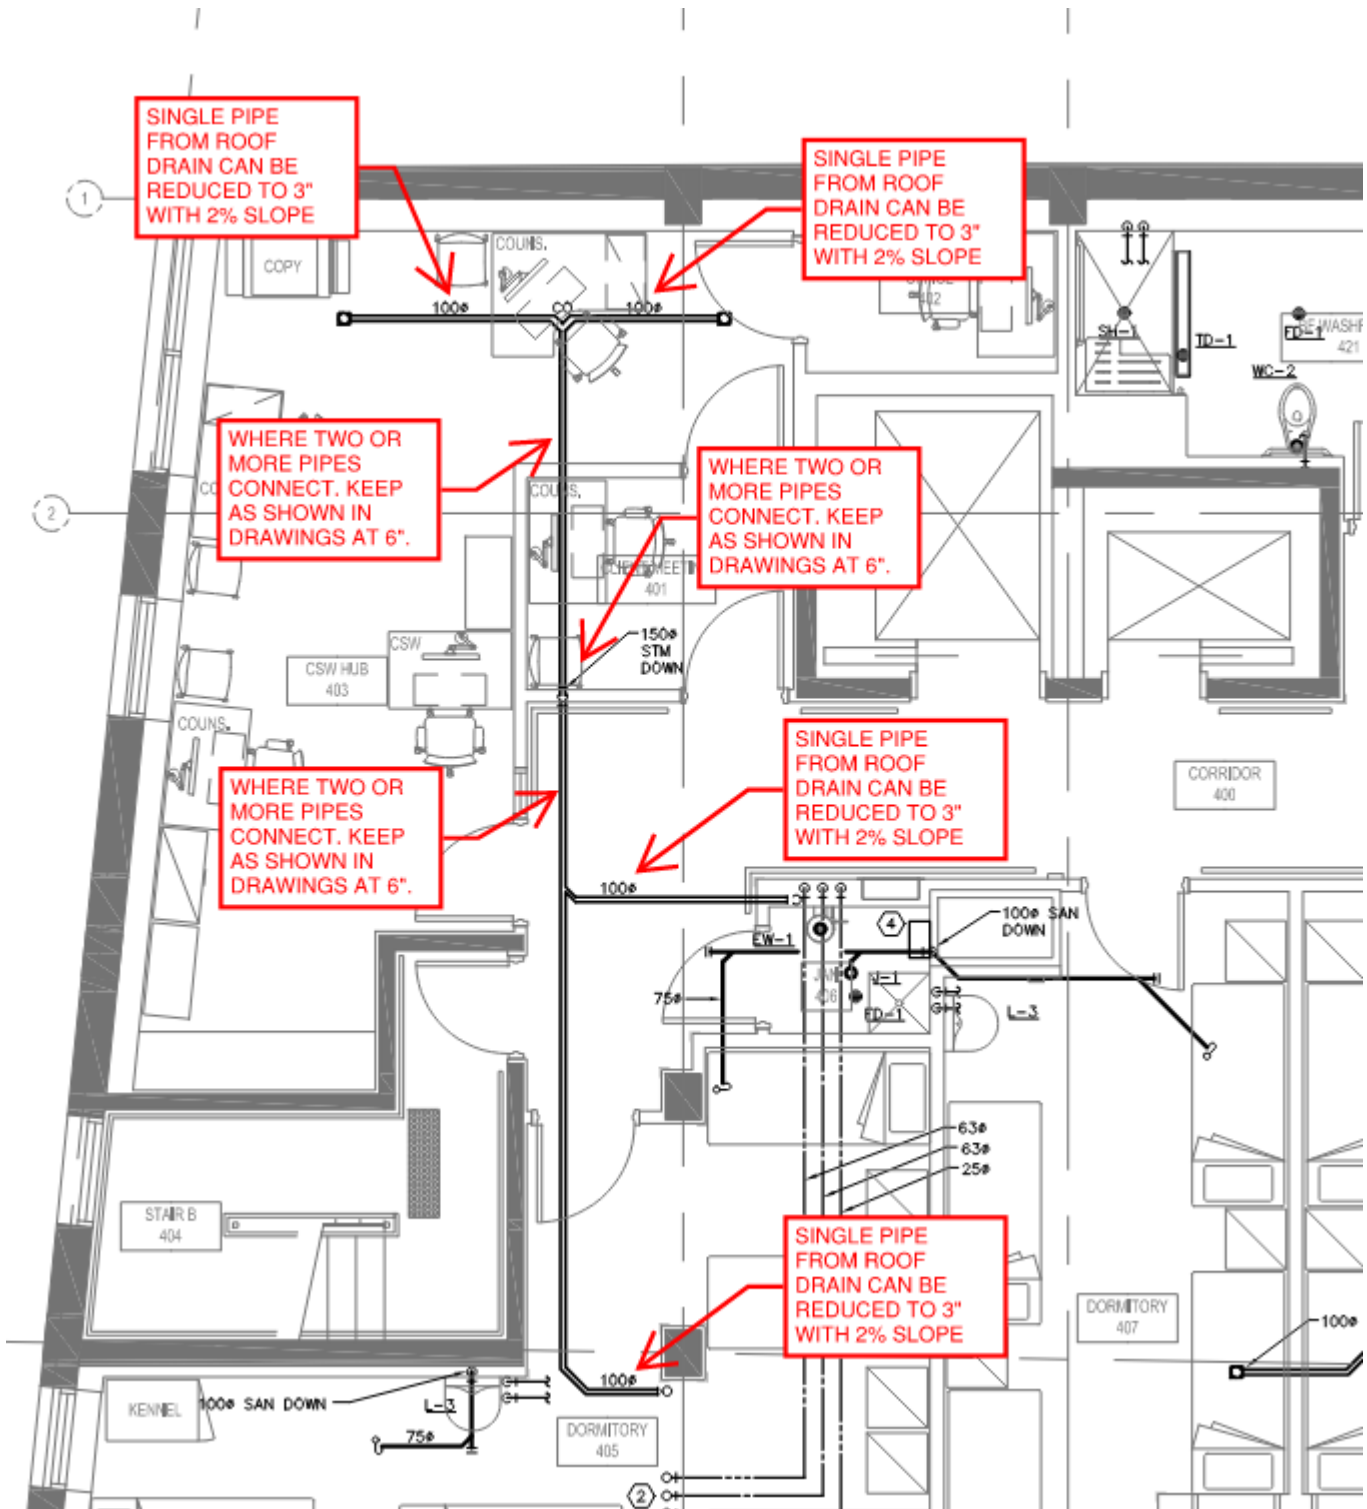 SINGLE PIPE
FROM ROOF
DRAIN CAN BE
REDUCED TO 3"
WITH 2% SLOPE
SINGLE PIPE
FROM ROOF
DRAIN CAN BE
REDUCED TO 3"
WITH 2% SLOPE
1
COPY
COUNS.
402
100ø
CO
100ø
SH-1
TD-1
FD-1
421
WC-2
WHERE TWO OR
MORE PIPES
CONNECT. KEEP
AS SHOWN IN
DRAWINGS AT 6".
WHERE TWO OR
MORE PIPES
CONNECT. KEEP
AS SHOWN IN
DRAWINGS AT 6".
2
COUNS.
401
150ø
STM
DOWN
CSW
CSW HUB
403
COUNS.
WHERE TWO OR
MORE PIPES
CONNECT. KEEP
AS SHOWN IN
DRAWINGS AT 6".
SINGLE PIPE
FROM ROOF
DRAIN CAN BE
REDUCED TO 3"
WITH 2% SLOPE
CORRIDOR
400
100ø
4
100ø SAN
DOWN
EW-1
JAN
406
J-1
FD-1
75ø
L-3
63ø
63ø
25ø
STAIR B
404
SINGLE PIPE
FROM ROOF
DRAIN CAN BE
REDUCED TO 3"
WITH 2% SLOPE
DORMITORY
407
100ø
100ø
KENNEL
100ø SAN DOWN
L-3
75ø
DORMITORY
405
2